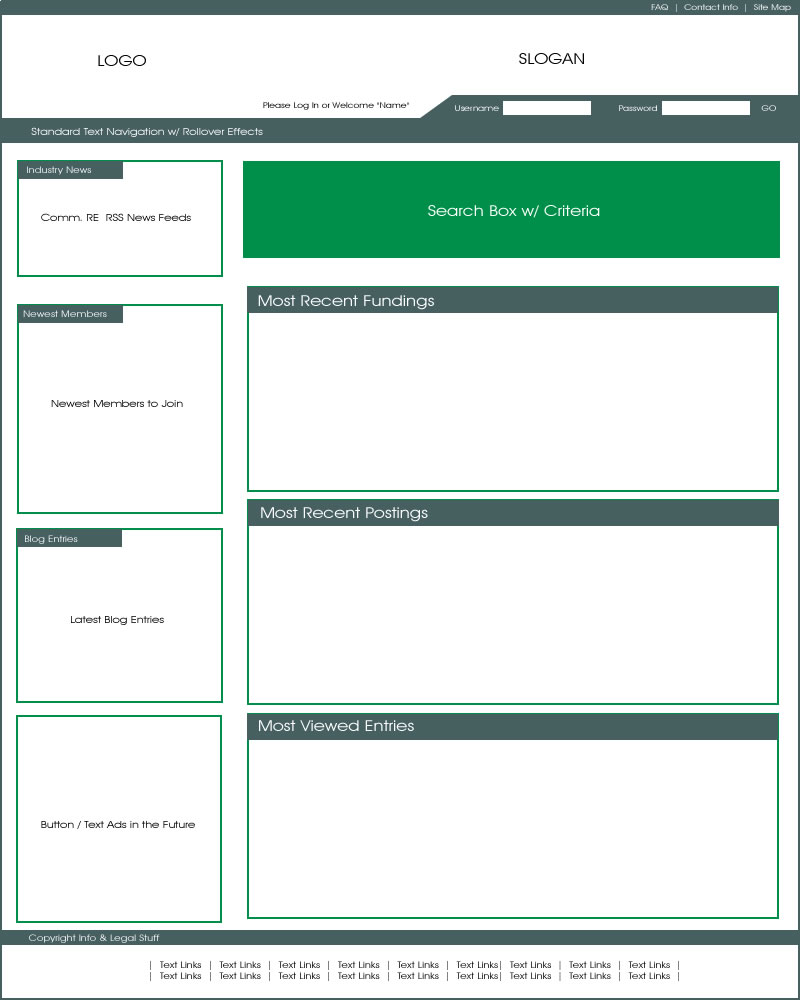 FAQ | Contact Info | Site Map
LOGO
SLOGAN
Please Log In or Welcome "Name"
Username
Password
GO
Standard Text Navigation w/ Rollover Effects
Industry News
Comm. RE RSS News Feeds
Newest Members
Newest Members to Join
Blog Entries
Latest Blog Entries
Button / Text Ads in the Future
Search Box w/ Criteria
Most Recent Fundings
Most Recent Postings
Most Viewed Entries
Copyright Info & Legal Stuff
| Text Links | Text Links | Text Links | Text Links | Text Links | Text Links| Text Links | Text Links | Text Links |
| Text Links | Text Links | Text Links | Text Links | Text Links | Text Links| Text Links | Text Links | Text Links |